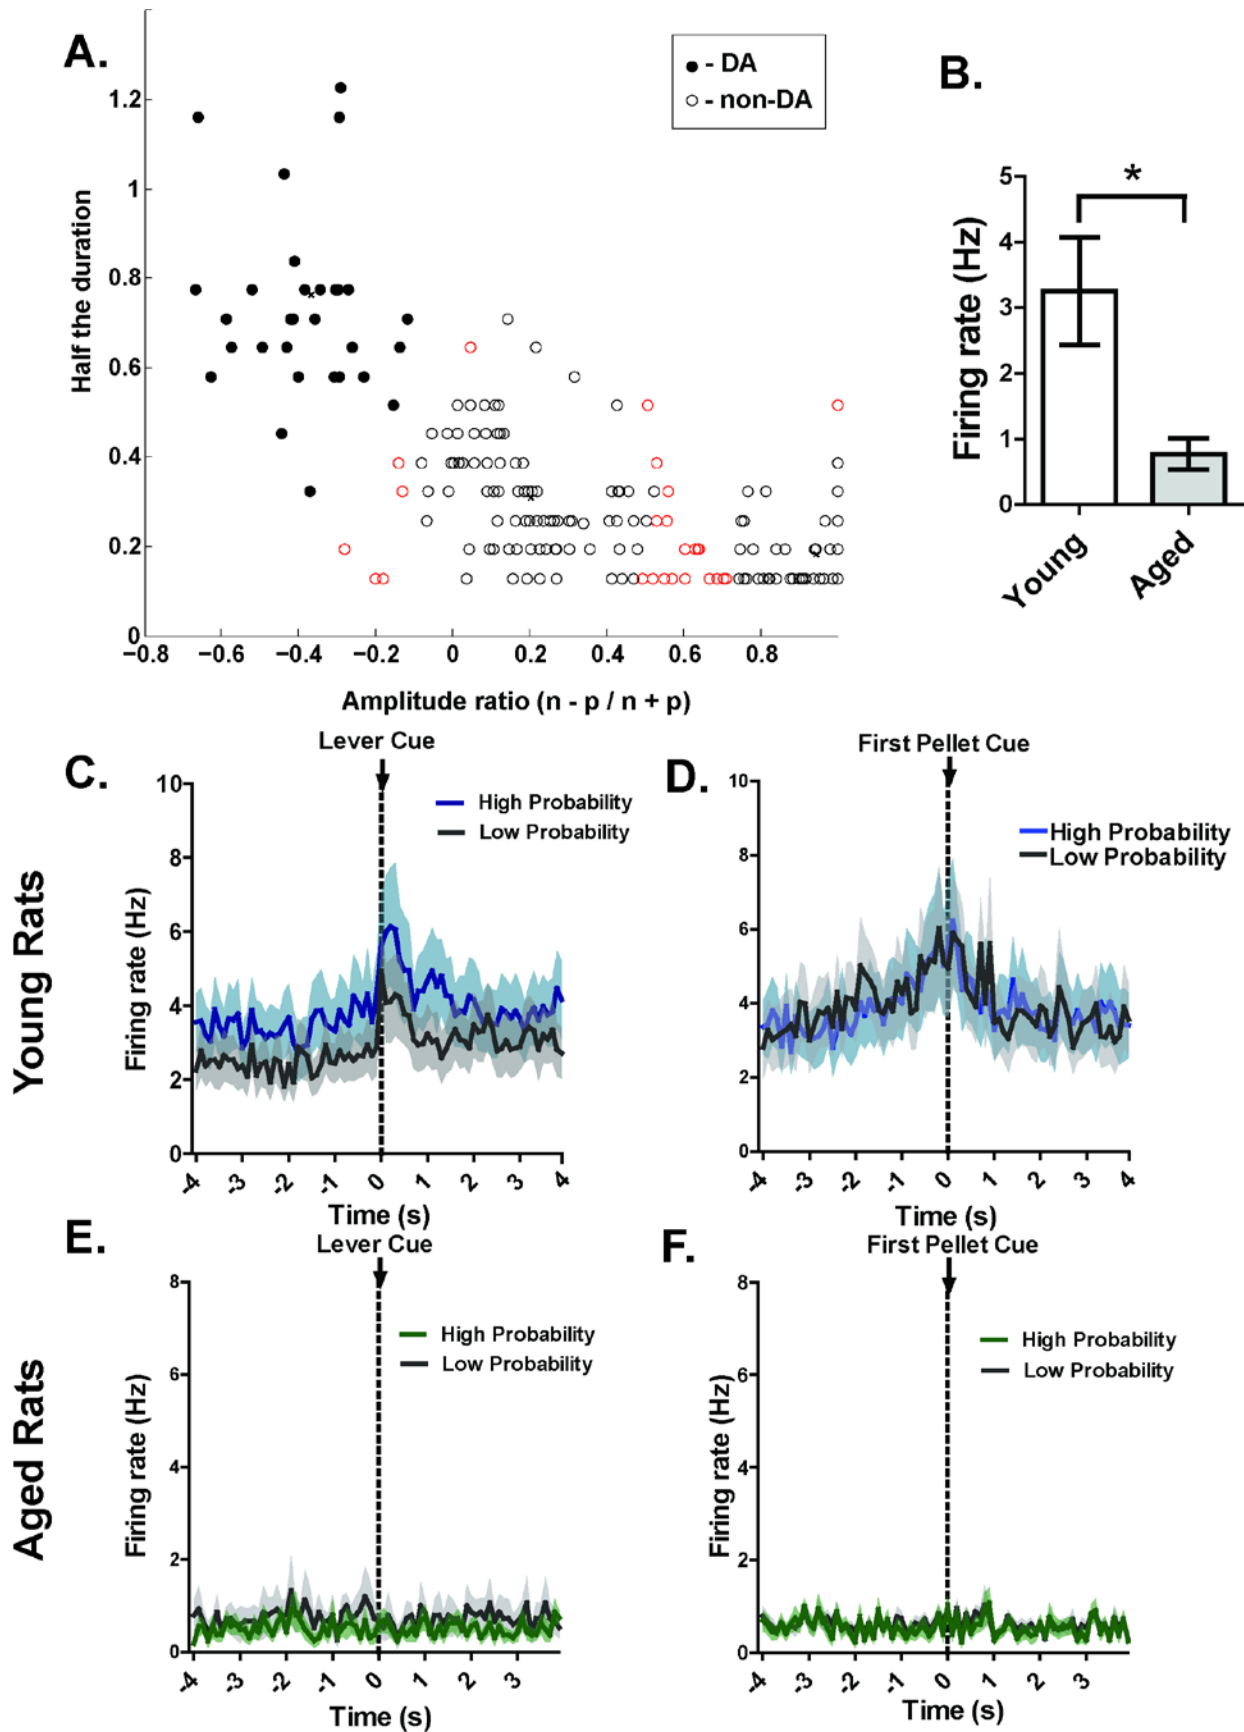 A.
- DA
- non-DA
1.2
1
0.8
0.6
0.4
0.2
0
Half the duration
−0.8 −0.6 −0.4 −0.2 0 0.2 0.4 0.6 0.8
Amplitude ratio (n - p / n + p)
B.
*
5
4
3
2
1
0
Firing rate (Hz)
Young
Aged
Young Rats
C.
Lever Cue
High Probability
Low Probability
10
8
6
4
2
0
Firing rate (Hz)
-4 -3 -2 -1 0 1 2 3 4
Time (s)
D.
First Pellet Cue
High Probability
Low Probability
10
8
6
4
2
0
Firing rate (Hz)
-4 -3 -2 -1 0 1 2 3 4
Time (s)
Aged Rats
E.
Lever Cue
High Probability
Low Probability
8
6
4
2
0
Firing rate (Hz)
-4 -3 -2 -1 0 1 2 3
Time (s)
F.
First Pellet Cue
High Probability
Low Probability
8
6
4
2
0
Firing rate (Hz)
-4 -3 -2 -1 0 1 2 3
Time (s)